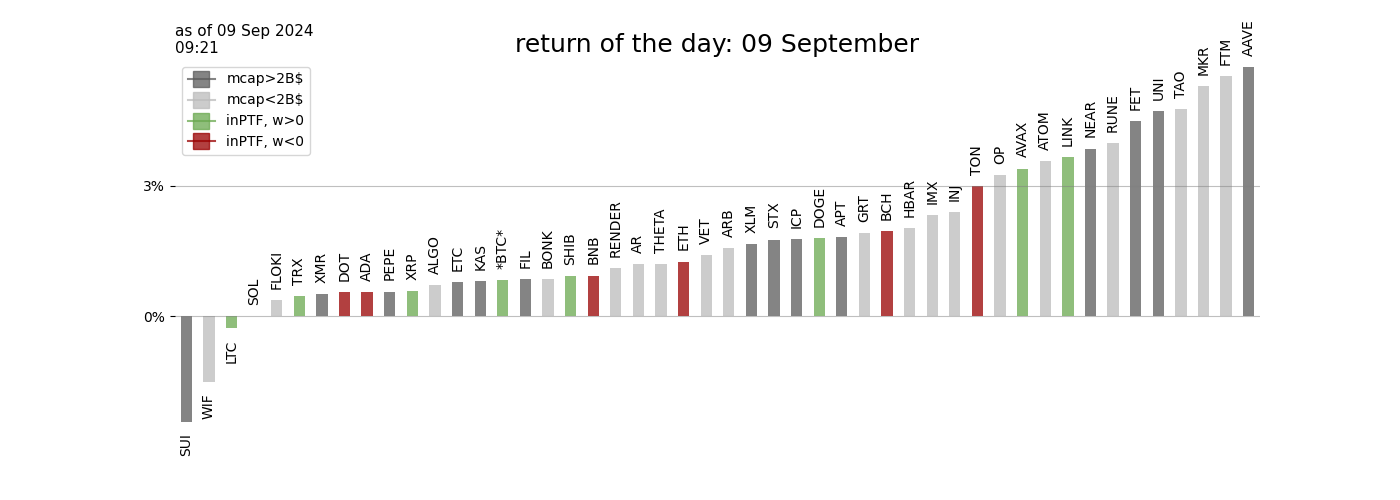 as of 09 Sep 2024
09:21
return of the day: 09 September
mcap>2B$
mcap<2B$
inPTF, w>0
inPTF, w<0
3%
0%
SUI
WIF
LTC
SOL
FLOKI
TRX
XMR
DOT
ADA
PEPE
XRP
ALGO
ETC
KAS
*BTC*
FIL
BONK
SHIB
BNB
RENDER
AR
THETA
ETH
VET
ARB
XLM
STX
ICP
DOGE
APT
GRT
BCH
HBAR
IMX
INJ
TON
OP
AVAX
ATOM
LINK
NEAR
RUNE
FET
UNI
TAO
MKR
FTM
AAVE